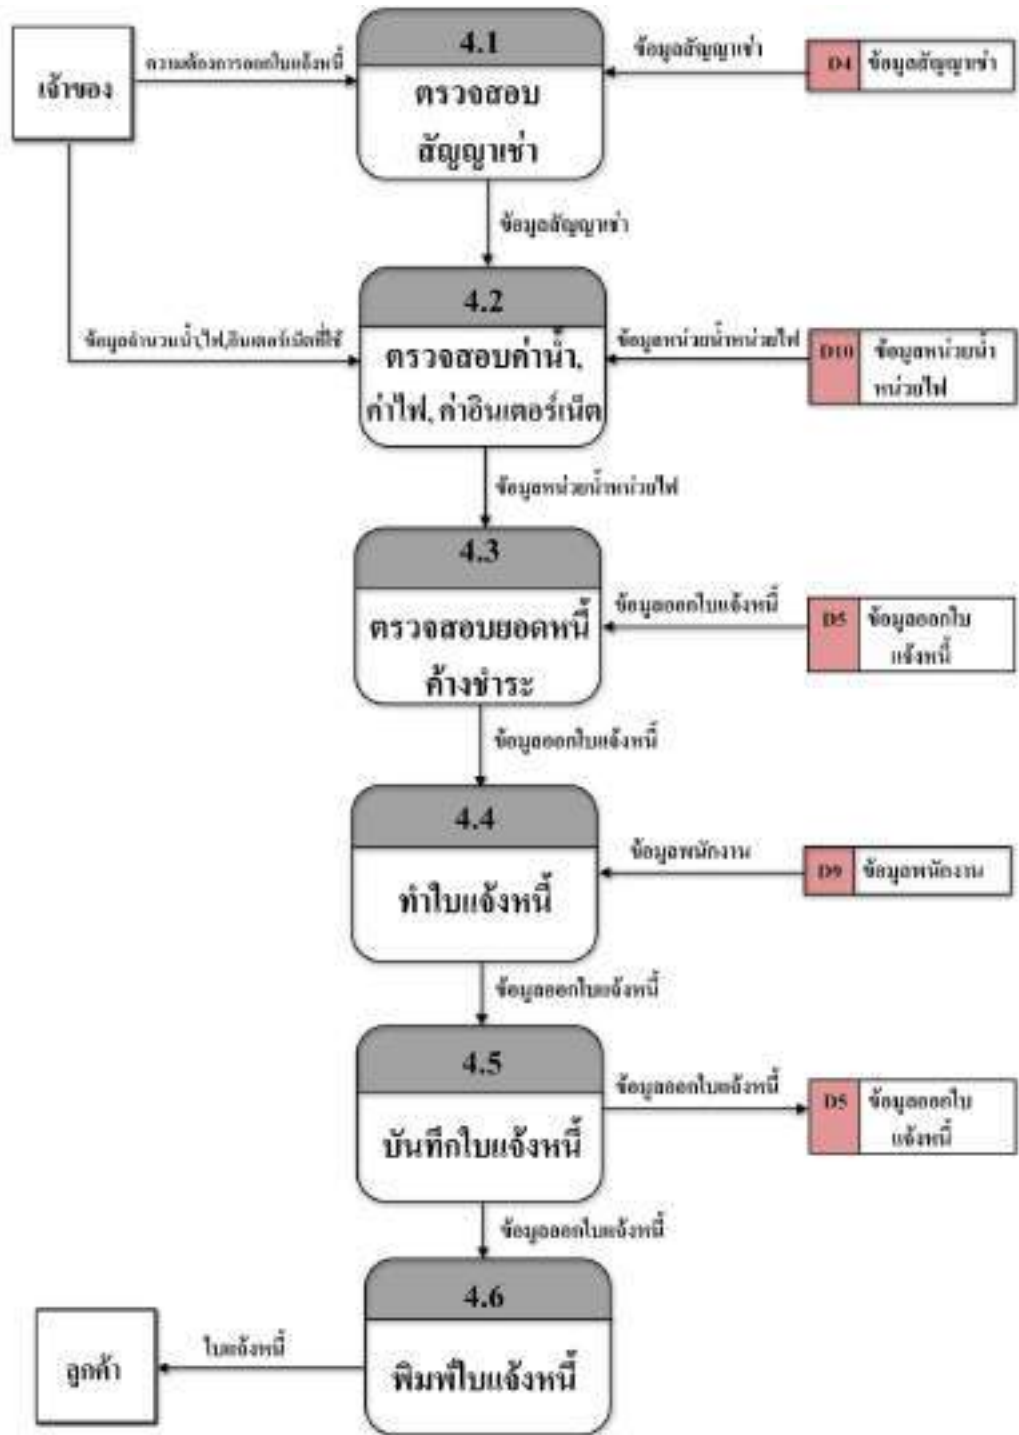 4.1
ความต้องการออกใบแจ้งหนี้
ข้อมูลสัญญาเช่า
เจ้าของ
D4 ข้อมูลสัญญาเช่า
ตรวจสอบ
สัญญาเช่า
ข้อมูลสัญญาเช่า
4.2
ข้อมูลจำนวนน้ำ,ไฟ,อินเตอร์เน็ตที่ใช้
ข้อมูลหน่วยน้ำหน่วยไฟ
D10 ข้อมูลหน่วยน้ำ
หน่วยไฟ
ตรวจสอบค่าน้ำ,
ค่าไฟ, ค่าอินเตอร์เน็ต
ข้อมูลหน่วยน้ำหน่วยไฟ
4.3
ข้อมูลออกใบแจ้งหนี้
D5 ข้อมูลออกใบ
แจ้งหนี้
ตรวจสอบยอดหนี้
ค้างชำระ
ข้อมูลออกใบแจ้งหนี้
4.4
ข้อมูลพนักงาน
D9 ข้อมูลพนักงาน
ทำใบแจ้งหนี้
ข้อมูลออกใบแจ้งหนี้
4.5
ข้อมูลออกใบแจ้งหนี้
D5 ข้อมูลออกใบ
แจ้งหนี้
บันทึกใบแจ้งหนี้
ข้อมูลออกใบแจ้งหนี้
4.6
ใบแจ้งหนี้
ลูกค้า
พิมพ์ใบแจ้งหนี้